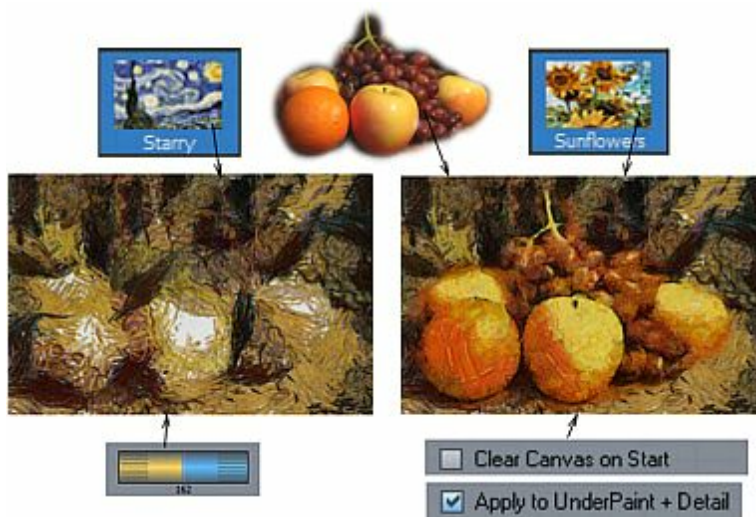 Starry
Sunflowers
162
Clear Canvas on Start
Apply to UnderPaint + Detail